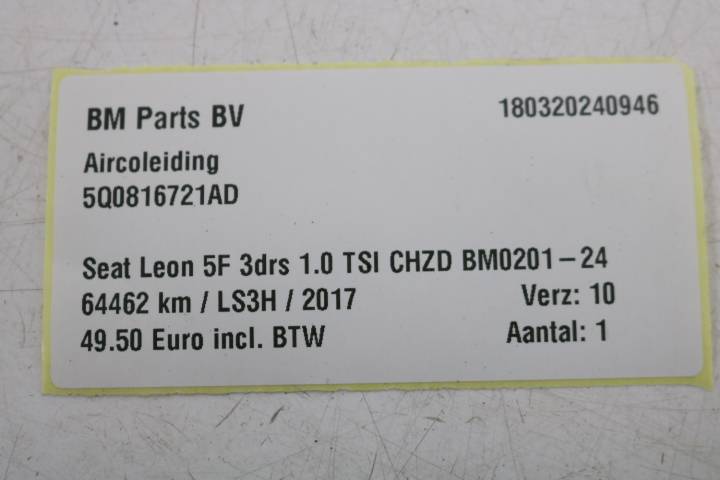 BM Parts BV 180320240946
Aircoleiding
5Q0816721AD
Seat Leon 5F 3drs 1.0 TSI CHZD BM0201-24
64462 km / LS3H / 2017 Verz: 10
49.50 Euro incl. BTW Aantal: 1